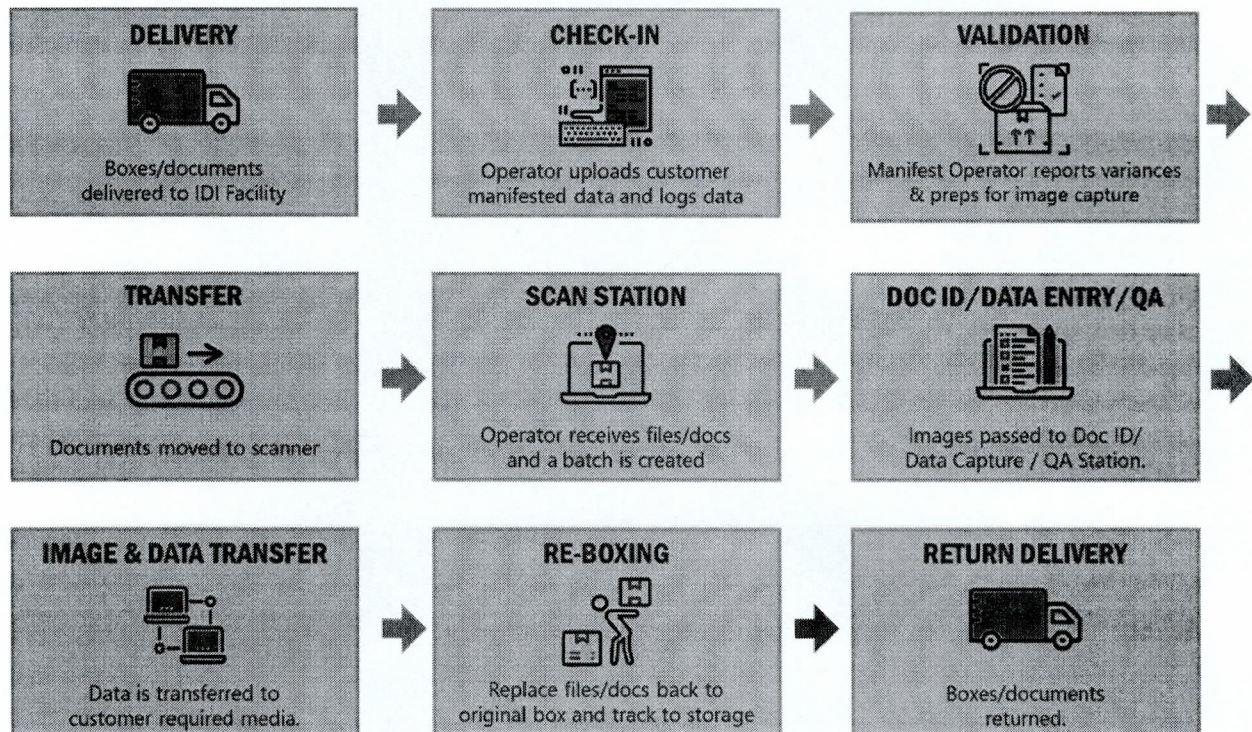 DELIVERY
Boxes/documents
delivered to IDI Facility
CHECK-IN
Operator uploads customer
manifested data and logs data
VALIDATION
Manifest Operator reports variances
& preps for image capture
TRANSFER
Documents moved to scanner
SCAN STATION
Operator receives files/docs
and a batch is created
DOC ID/DATA ENTRY/QA
Images passed to Doc ID/
Data Capture / QA Station.
IMAGE & DATA TRANSFER
Data is transferred to
customer required media.
RE-BOXING
Replace files/docs back to
original box and track to storage
RETURN DELIVERY
Boxes/documents
returned.